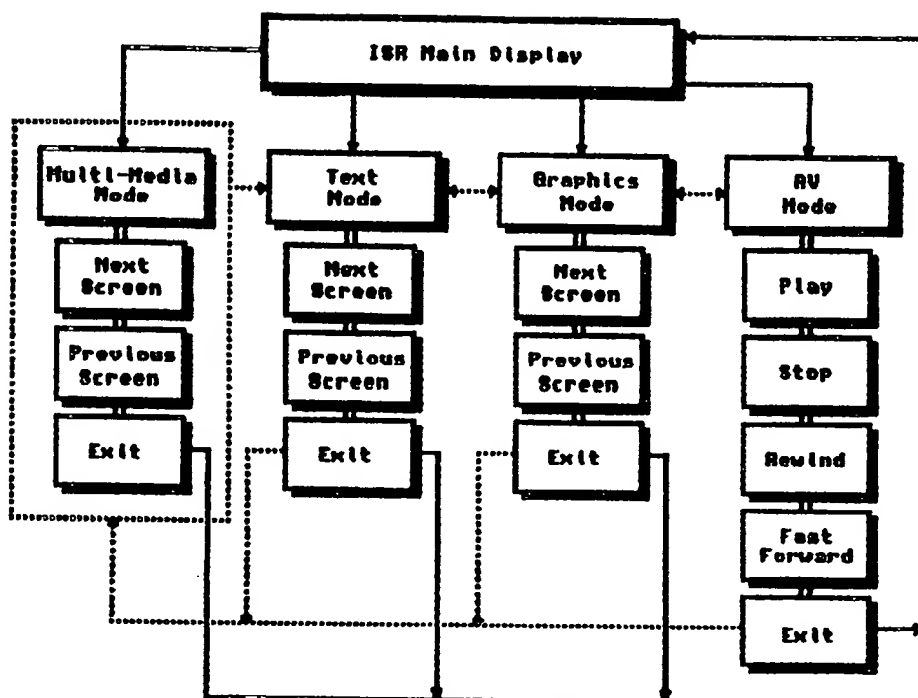 ISR Main Display
Multi-Media
Mode
Next
Screen
Previous
Screen
Exit
Text
Mode
Next
Screen
Previous
Screen
Exit
Graphics
Mode
Next
Screen
Previous
Screen
Exit
AV
Mode
Play
Stop
Rewind
Fast
Forward
Exit